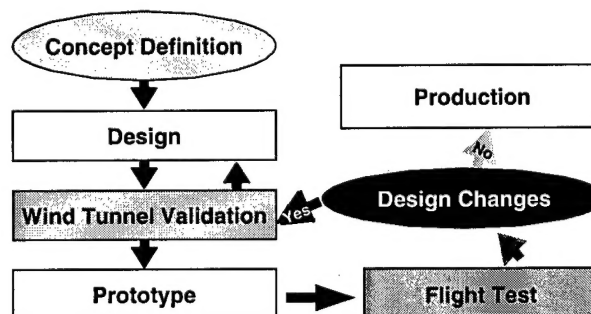 Concept Definition
Production
Design
No
Wind Tunnel Validation
Yes
Design Changes
Prototype
Flight Test